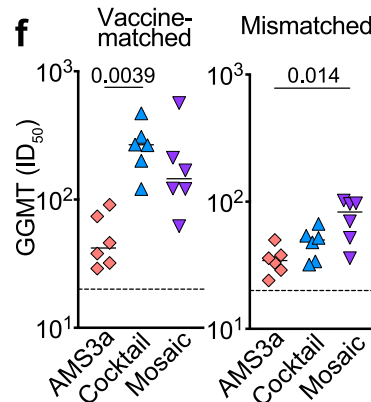 f
Vaccine-
matched
Mismatched
GGMT (ID50)
10³
10²
10¹
0.0039
AMS3a
Cocktail
Mosaic
10³
10²
10¹
0.014
AMS3a
Cocktail
Mosaic